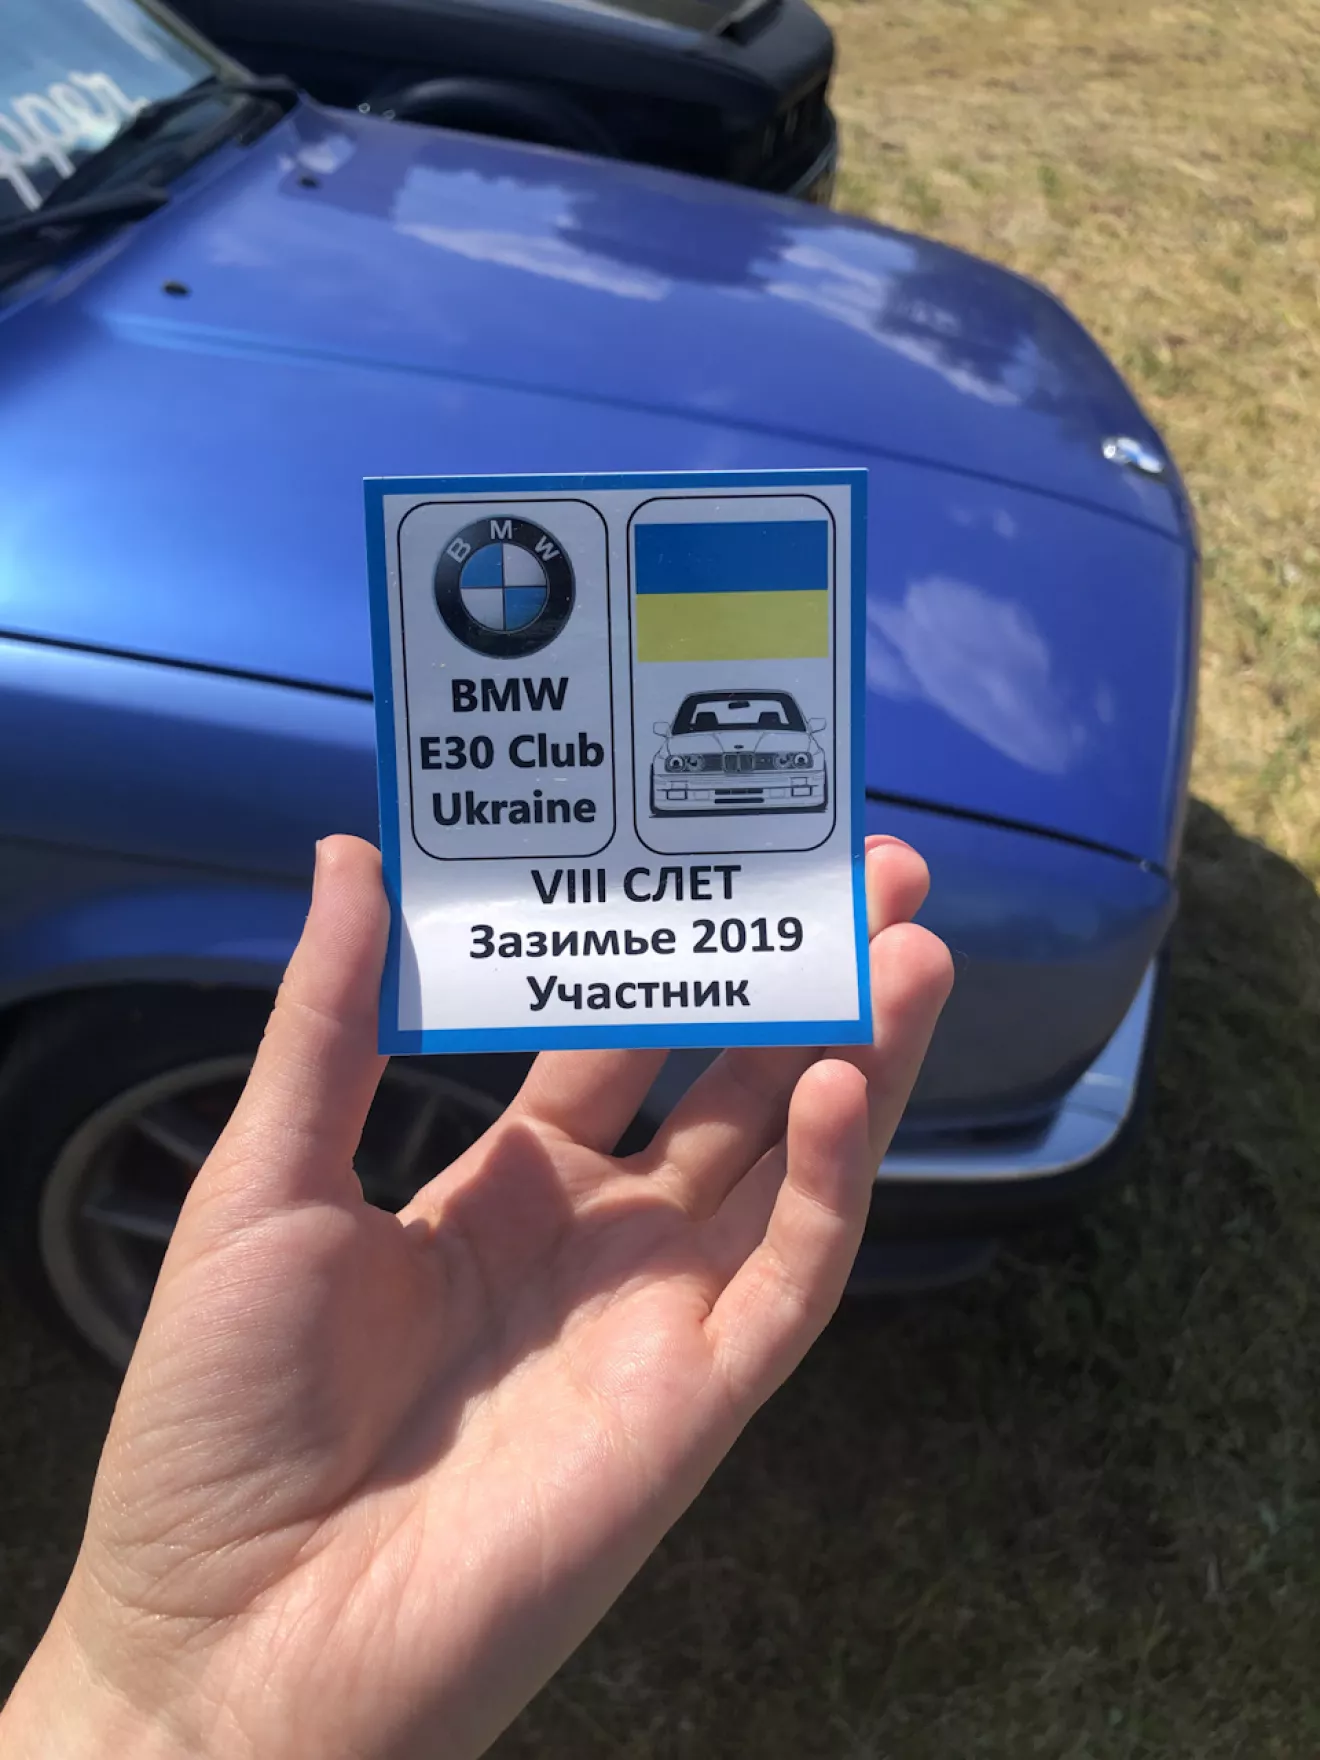 BMW
BMW
E30 Club
Ukraine
VIII СЛЕТ
Зазимье 2019
Участник